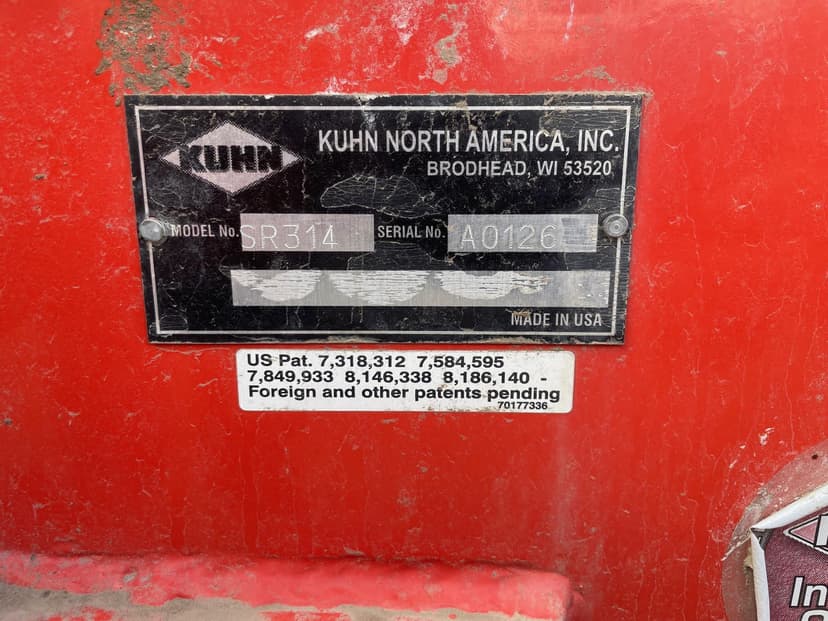 KUHN
KUHN NORTH AMERICA, INC.
BRODHEAD, WI 53520
MODEL No. SR314 SERIAL No. A0126
MADE IN USA
US Pat. 7,318,312 7,584,595
7,849,933 8,146,338 8,186,140 -
Foreign and other patents pending
70177336
In